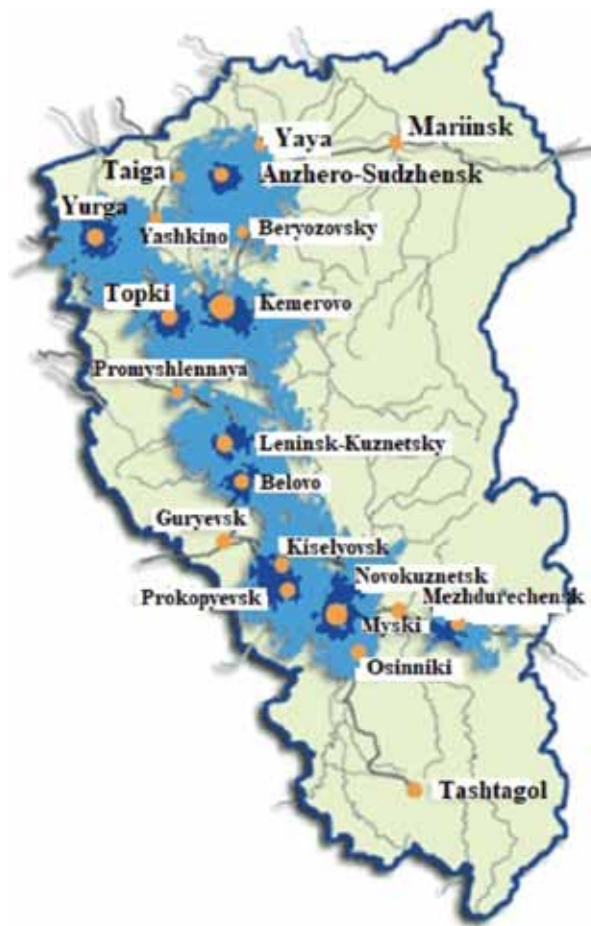 Mariinsk
Yaya
Taiga
Anzhero-Sudzhensk
Yurga
Yashkino
Beryozovsky
Topki
Kemerovo
Promyshlennaya
Leninsk-Kuznetsky
Belovo
Guryevsk
Kiselyovsk
Novokuznetsk
Prokopyevsk
Mezhdurechensk
Myski
Osinniki
Tashtagol